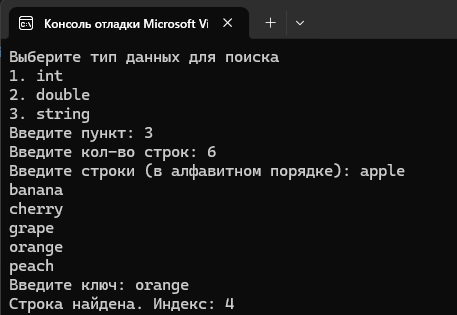 Консоль отладки Microsoft Vi
Выберите тип данных для поиска
1. int
2. double
3. string
Введите пункт: 3
Введите кол-во строк: 6
Введите строки (в алфавитном порядке): apple
banana
cherry
grape
orange
peach
Введите ключ: orange
Строка найдена. Индекс: 4